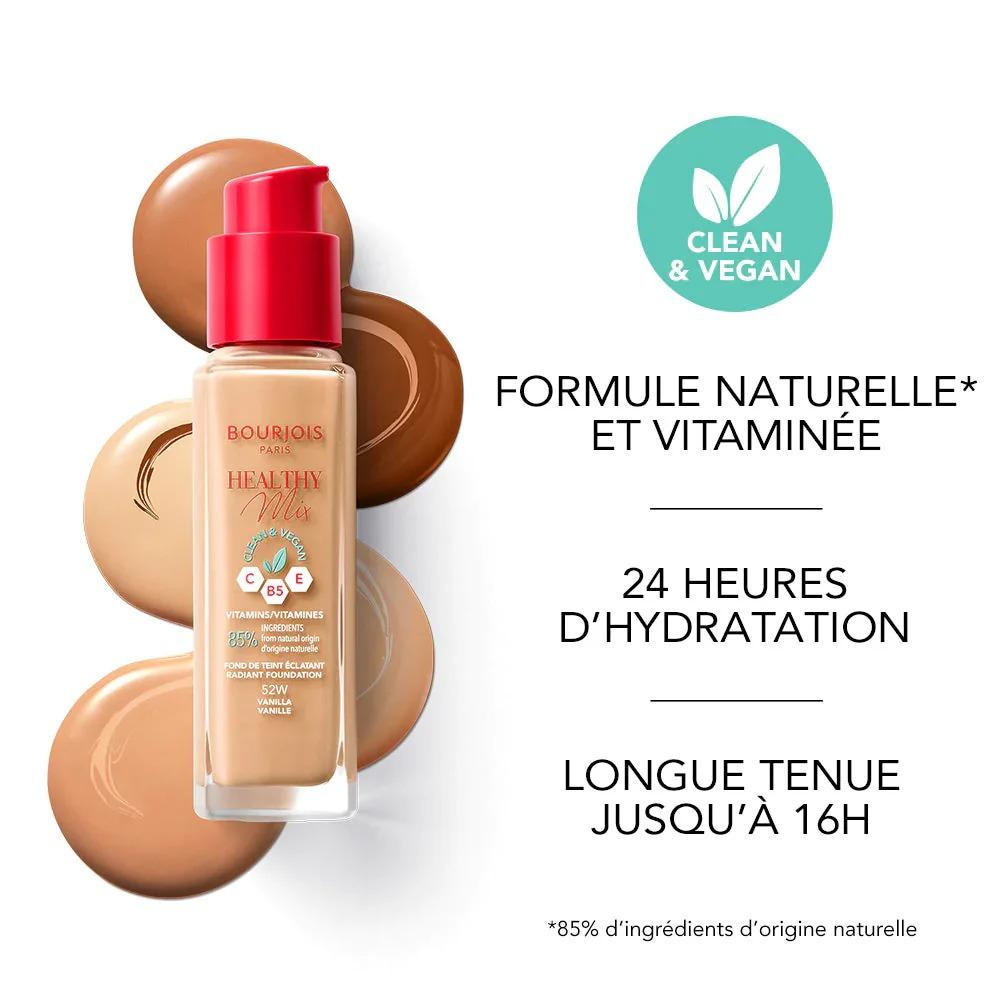 BOURJOIS
PARIS
HEALTHY
Mix
CLEAN & VEGAN
C
B5
E
VITAMINS/VITAMINES
85%
INGREDIENTS
from natural origin
d'origine naturelle
FOND DE TEINT ÉCLATANT
RADIANT FOUNDATION
52W
VANILLA
VANILLE
CLEAN
& VEGAN
FORMULE NATURELLE*
ET VITAMINÉE
24 HEURES
D'HYDRATATION
LONGUE TENUE
JUSQU'À 16H
*85% d'ingrédients d'origine naturelle